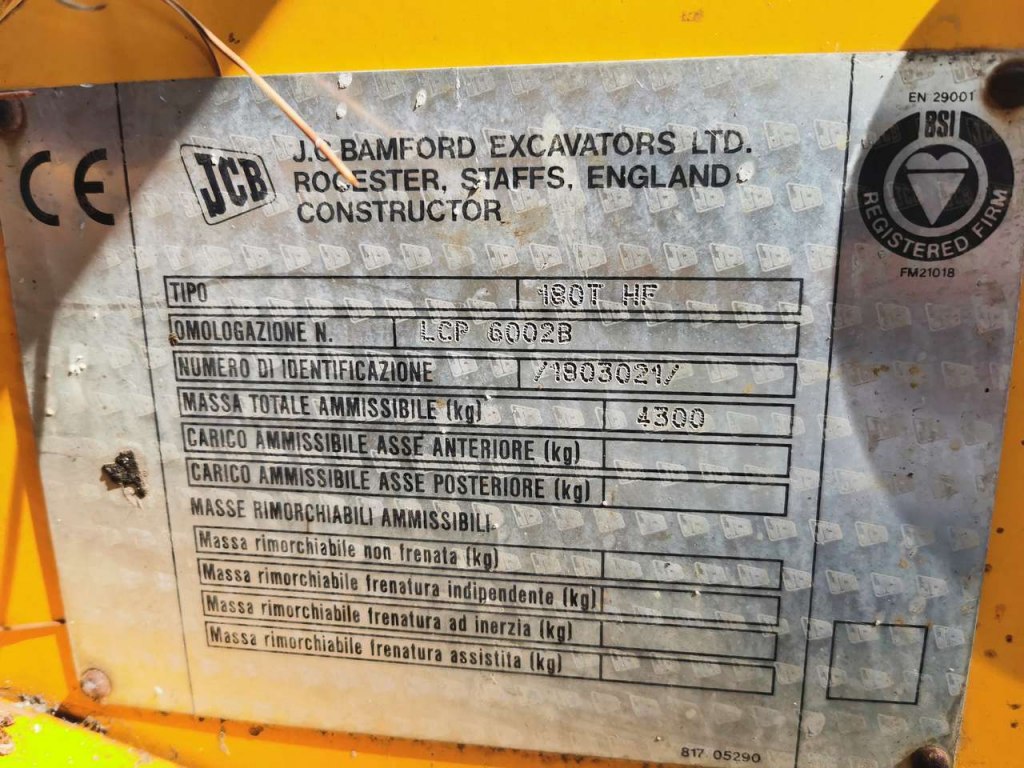 CE
JCB
J.C.BAMFORD EXCAVATORS LTD.
ROCESTER, STAFFS, ENGLAND.
CONSTRUCTOR
EN 29001
BSI
REGISTERED FIRM
FM21018
TIPO 180T HF
OMOLOGAZIONE N. LCP 6002B
NUMERO DI IDENTIFICAZIONE /1803021/
MASSA TOTALE AMMISSIBILE (kg) 4300
CARICO AMMISSIBILE ASSE ANTERIORE (kg)
CARICO AMMISSIBILE ASSE POSTERIORE (kg)
MASSE RIMORCHIABILI AMMISSIBILI
Massa rimorchiabile non frenata (kg)
Massa rimorchiabile frenatura indipendente (kg)
Massa rimorchiabile frenatura ad inerzia (kg)
Massa rimorchiabile frenatura assistita (kg)
817 05290